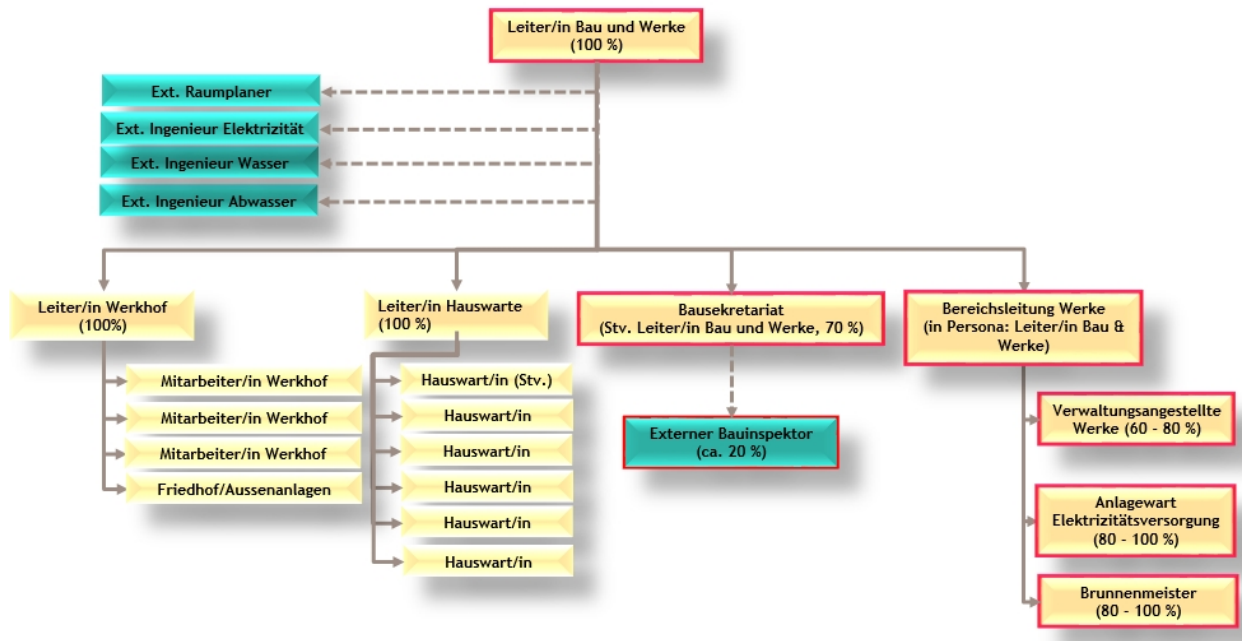 Leiter/in Bau und Werke
(100 %)
Ext. Raumplaner
Ext. Ingenieur Elektrizität
Ext. Ingenieur Wasser
Ext. Ingenieur Abwasser
Leiter/in Werkhof
(100%)
Mitarbeiter/in Werkhof
Mitarbeiter/in Werkhof
Mitarbeiter/in Werkhof
Friedhof/Aussenanlagen
Leiter/in Hauswarte
(100 %)
Hauswart/in (Stv.)
Hauswart/in
Hauswart/in
Hauswart/in
Hauswart/in
Hauswart/in
Bausekretariat
(Stv. Leiter/in Bau und Werke, 70 %)
Externer Bauinspektor
(ca. 20 %)
Bereichsleitung Werke
(in Persona: Leiter/in Bau &
Werke)
Verwaltungsangestellte
Werke (60 - 80 %)
Anlagewart
Elektrizitätsversorgung
(80 - 100 %)
Brunnenmeister
(80 - 100 %)